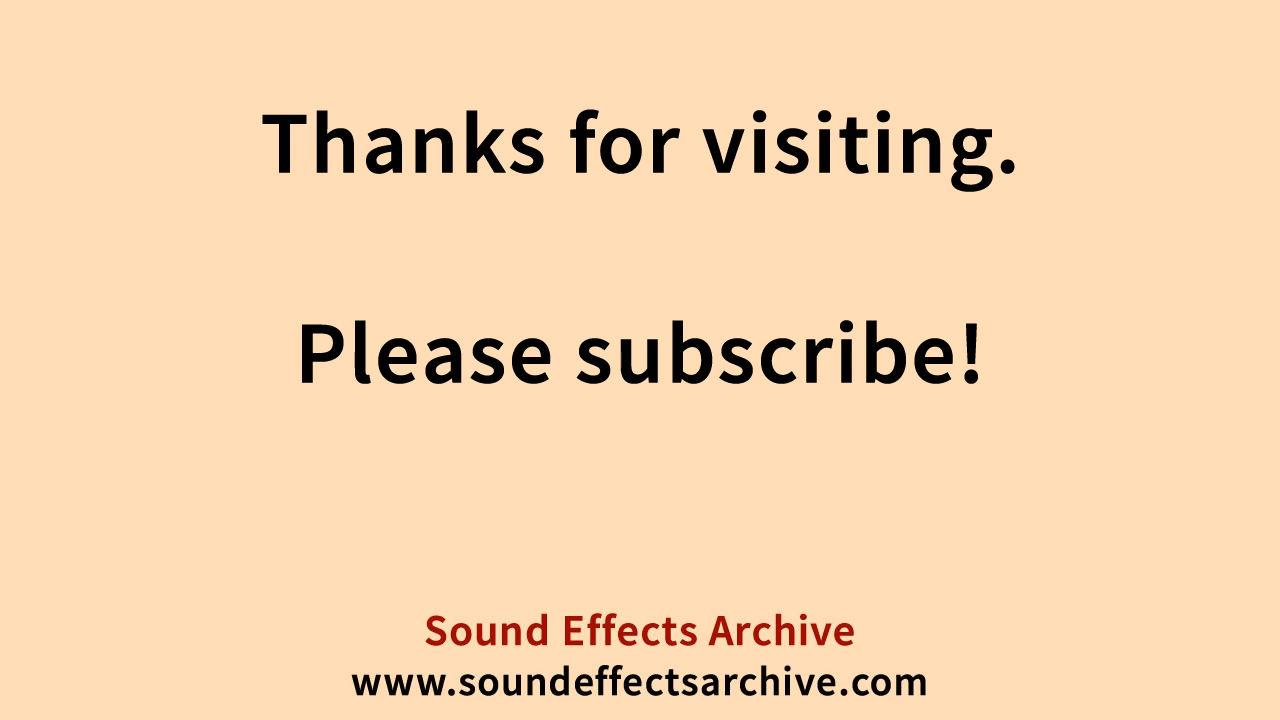 Thanks for visiting.
Please subscribe!
Sound Effects Archive
www.soundeffectsarchive.com